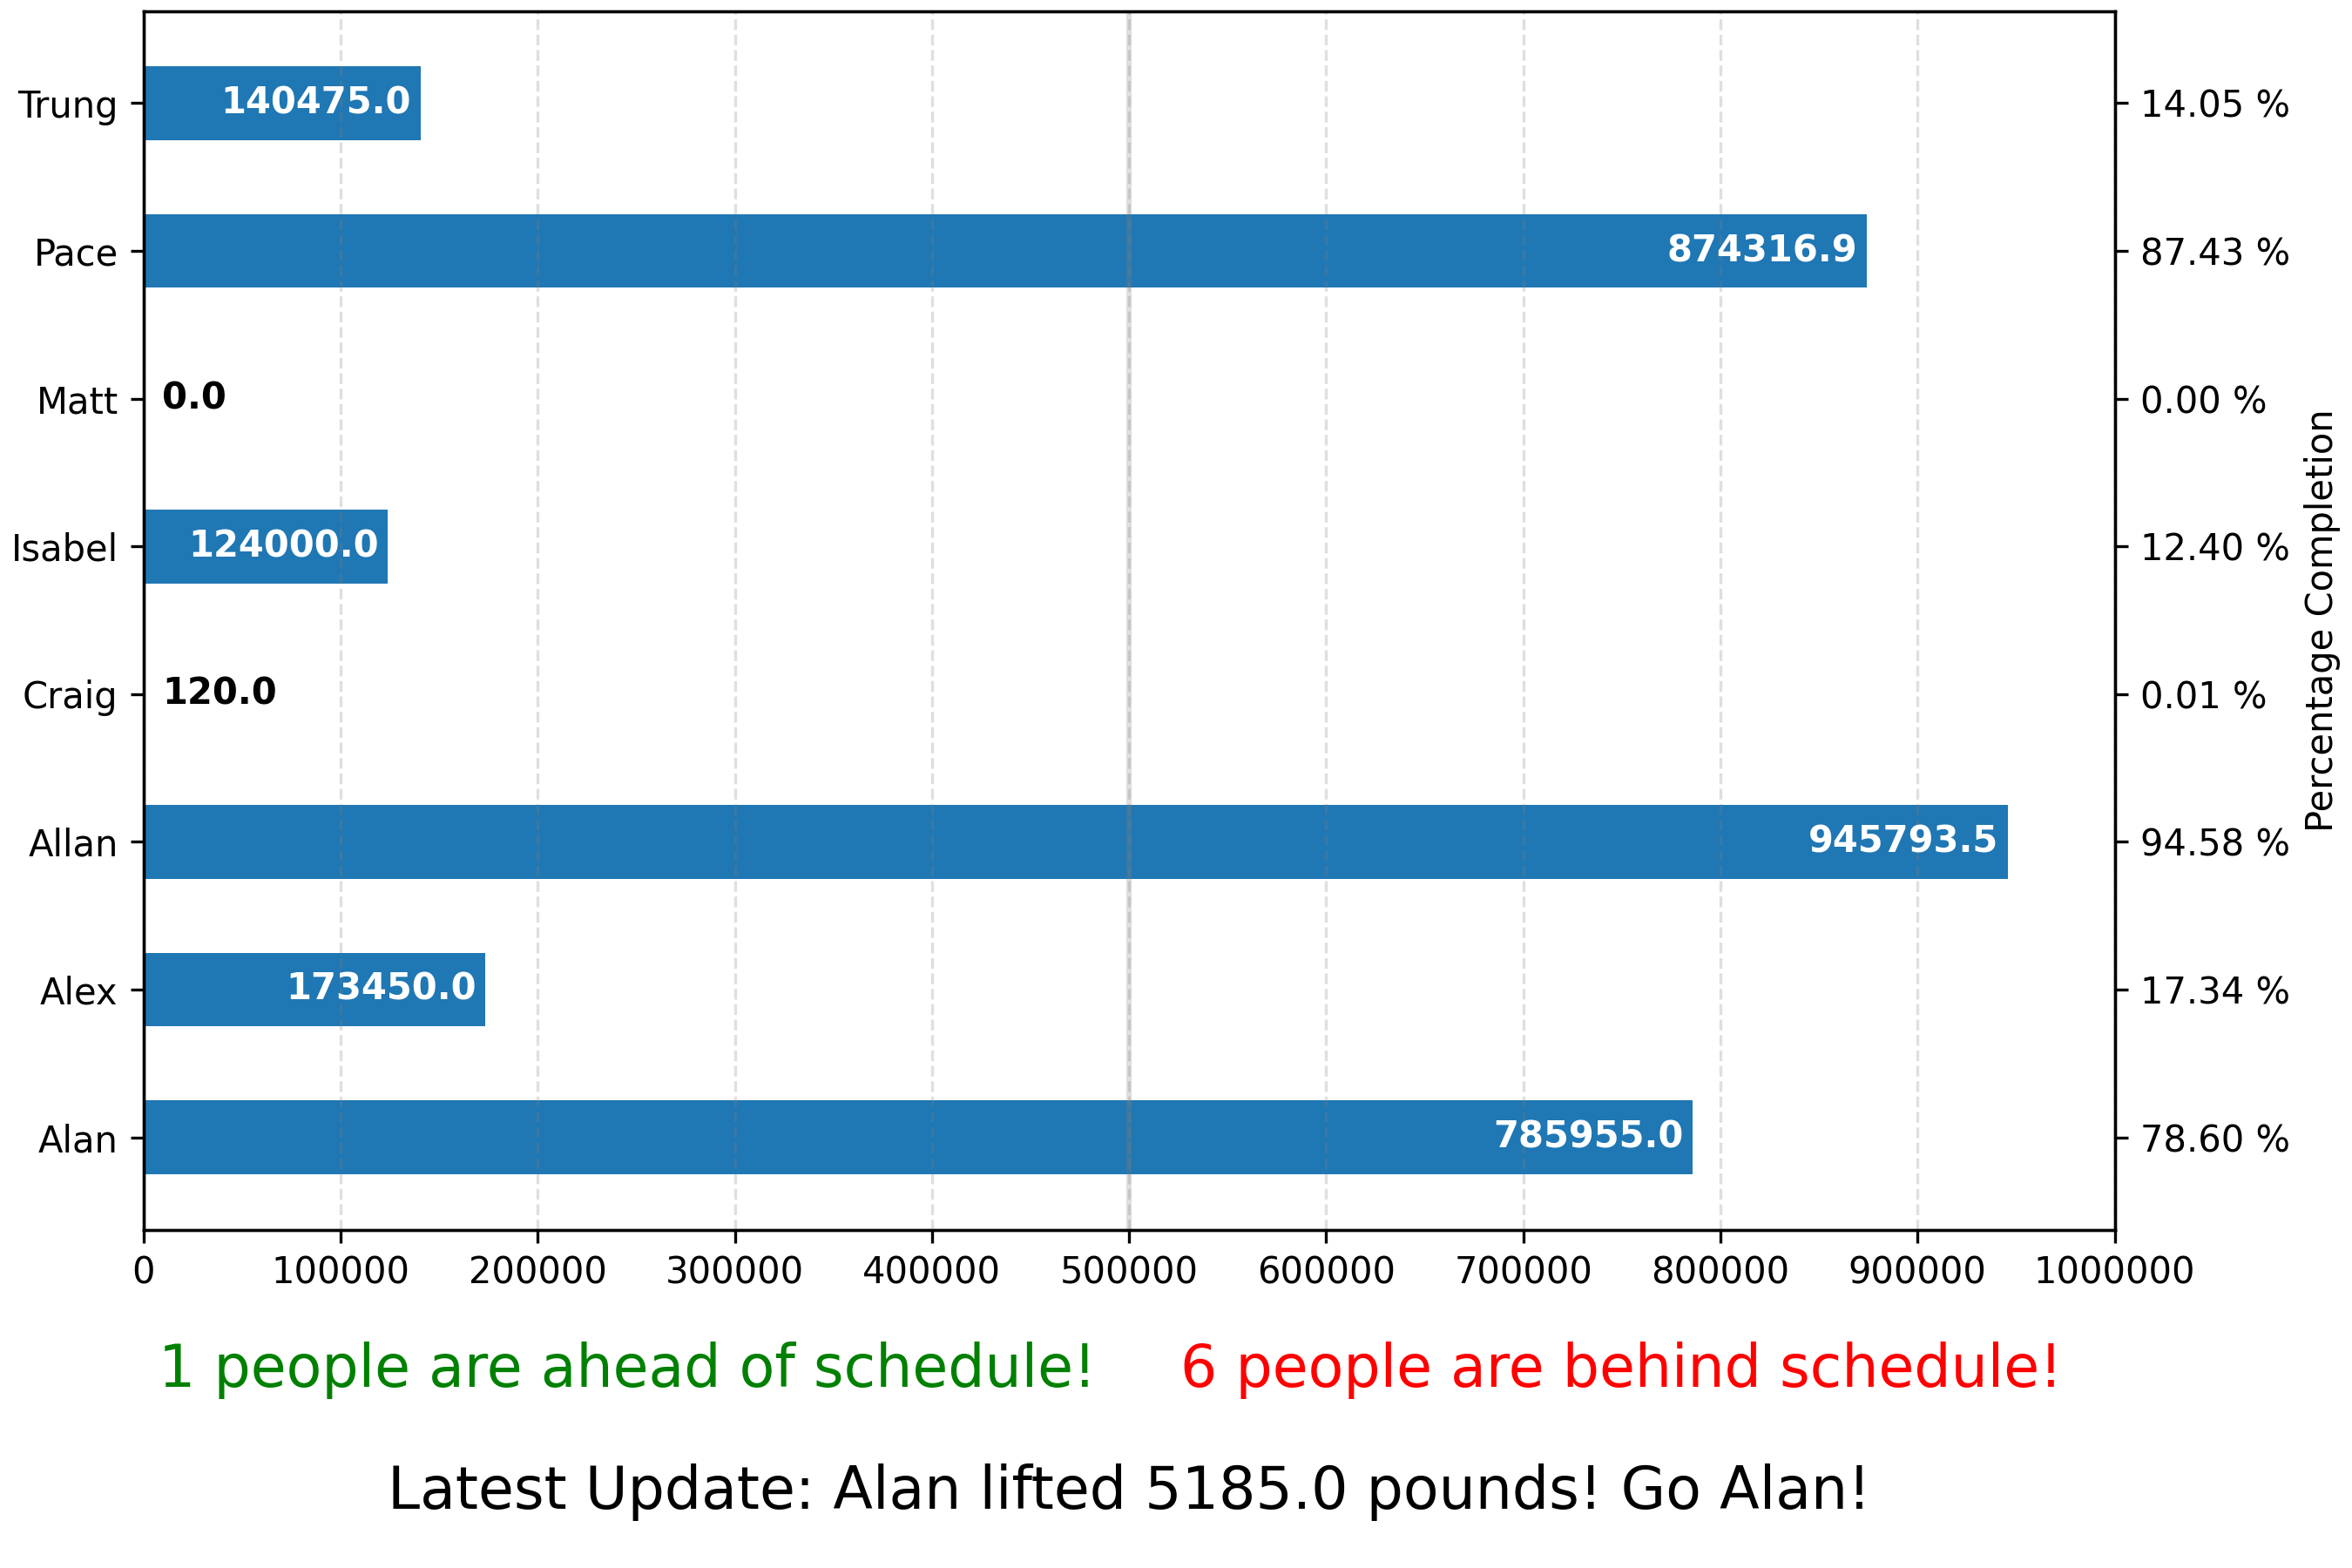 Trung 140475.0 14.05 %
Pace 874316.9 87.43 %
Matt 0.0 0.00 %
Isabel 124000.0 12.40 %
Craig 120.0 0.01 %
Allan 945793.5 94.58 %
Alex 173450.0 17.34 %
Alan 785955.0 78.60 %
Percentage Completion
0 100000 200000 300000 400000 500000 600000 700000 800000 900000 1000000
1 people are ahead of schedule! 6 people are behind schedule!
Latest Update: Alan lifted 5185.0 pounds! Go Alan!